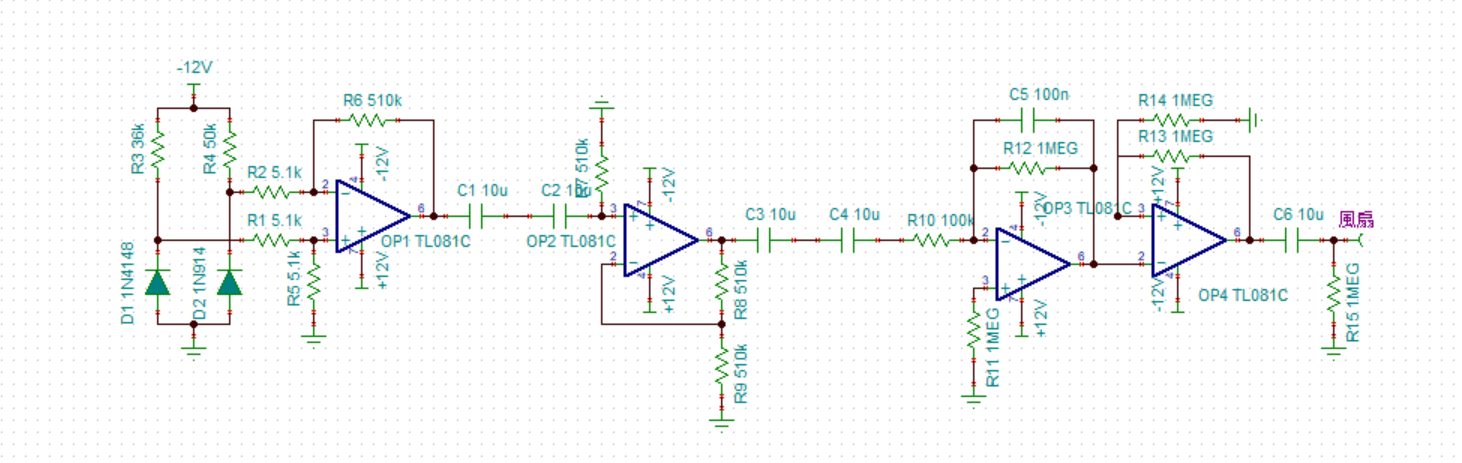 -12V
R3 36k
R4 50k
R2 5.1k
R1 5.1k
D1 1N4148
D2 1N914
R5 5.1k
R6 510k
-12V
2
3
4
7
6
+12V
OP1 TL081C
C1 10u
C2 10u
R7 510k
OP2 TL081C
-12V
3
2
7
4
6
+12V
R8 510k
R9 510k
C3 10u
C4 10u
R10 100k
C5 100n
R12 1MEG
-12V
OP3 TL081C
2
3
4
7
6
+12V
R11 1MEG
R14 1MEG
R13 1MEG
+12V
3
2
7
4
6
-12V
OP4 TL081C
C6 10u
風扇
R15 1MEG